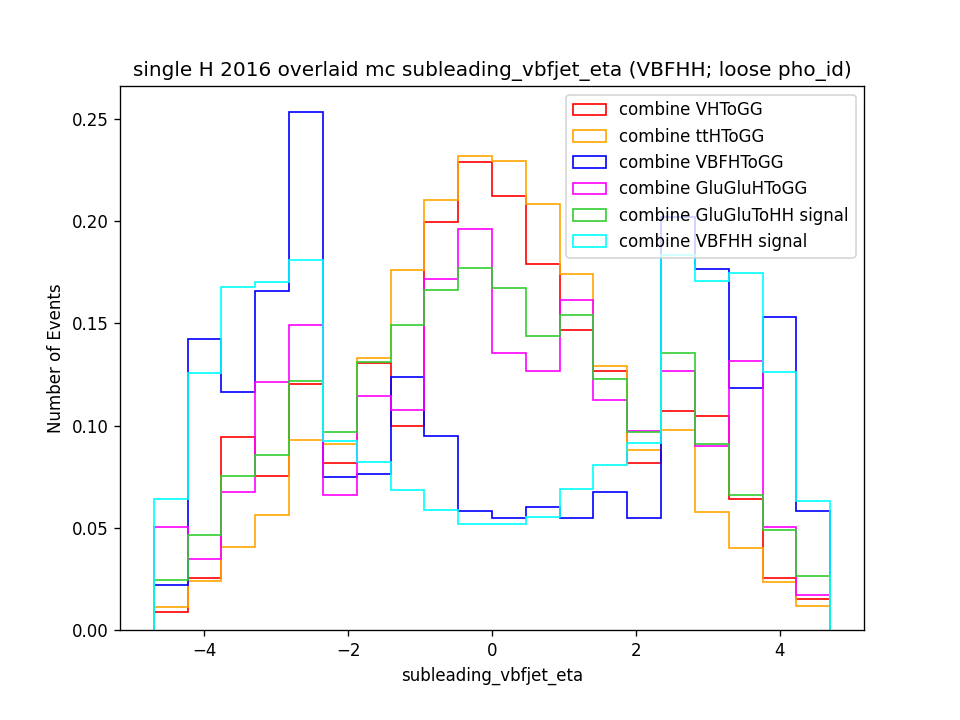 single H 2016 overlaid mc subleading_vbfjet_eta (VBFHH; loose pho_id)
combine VHToGG
combine ttHToGG
combine VBFHToGG
combine GluGluHToGG
combine GluGluToHH signal
combine VBFHH signal
Number of Events
0.25
0.20
0.15
0.10
0.05
0.00
−4
−2
0
2
4
subleading_vbfjet_eta